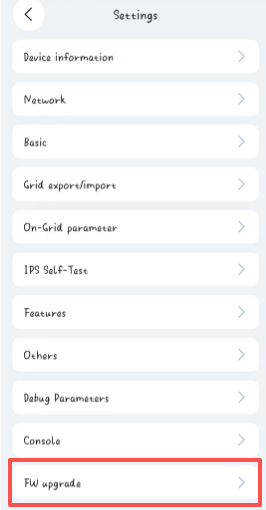 Settings
Device information
Network
Basic
Grid export/import
On-Grid parameter
IPS Self-Test
Features
Others
Debug Parameters
Console
FW upgrade